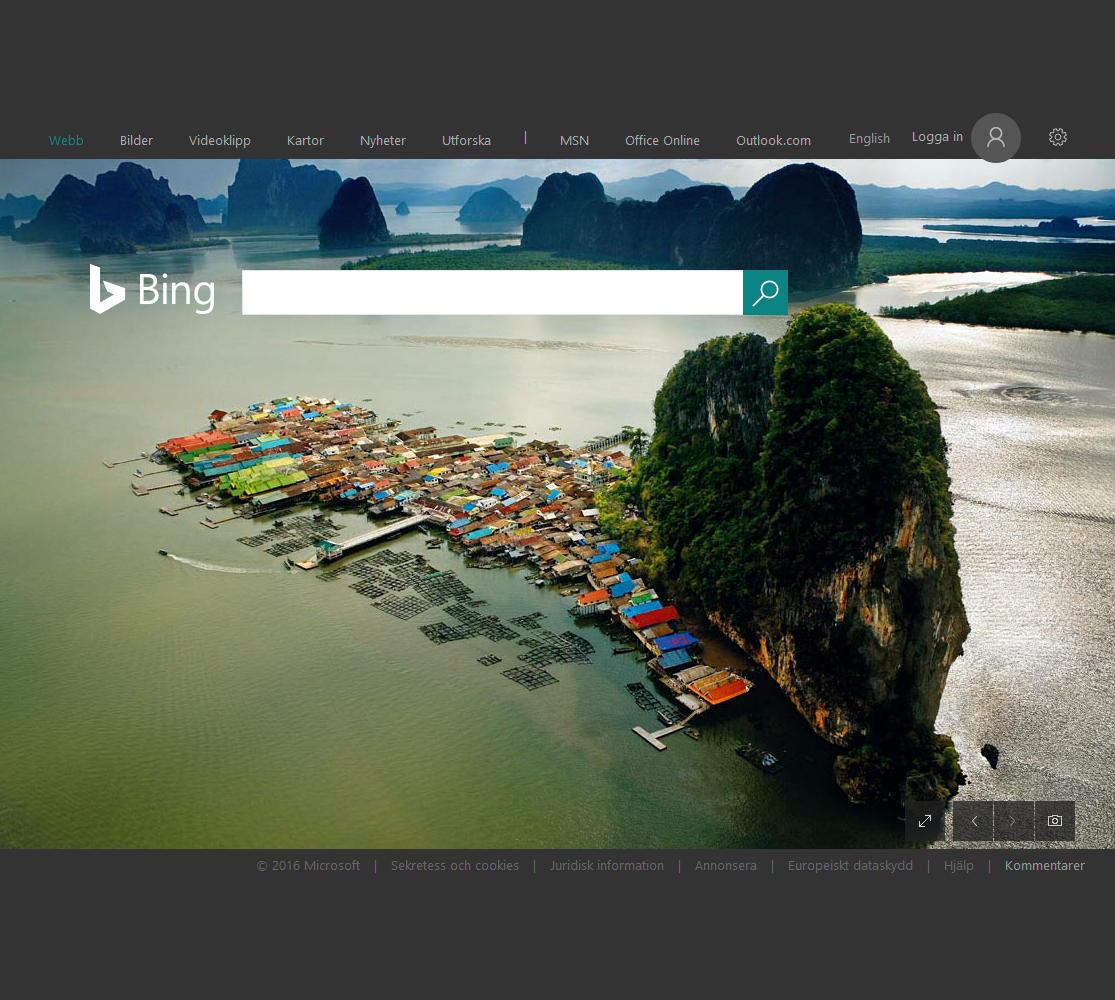 Webb Bilder Videoklipp Kartor Nyheter Utforska | MSN Office Online Outlook.com English Logga in
Bing
© 2016 Microsoft | Sekretess och cookies | Juridisk information | Annonsera | Europeiskt dataskydd | Hjälp | Kommentarer